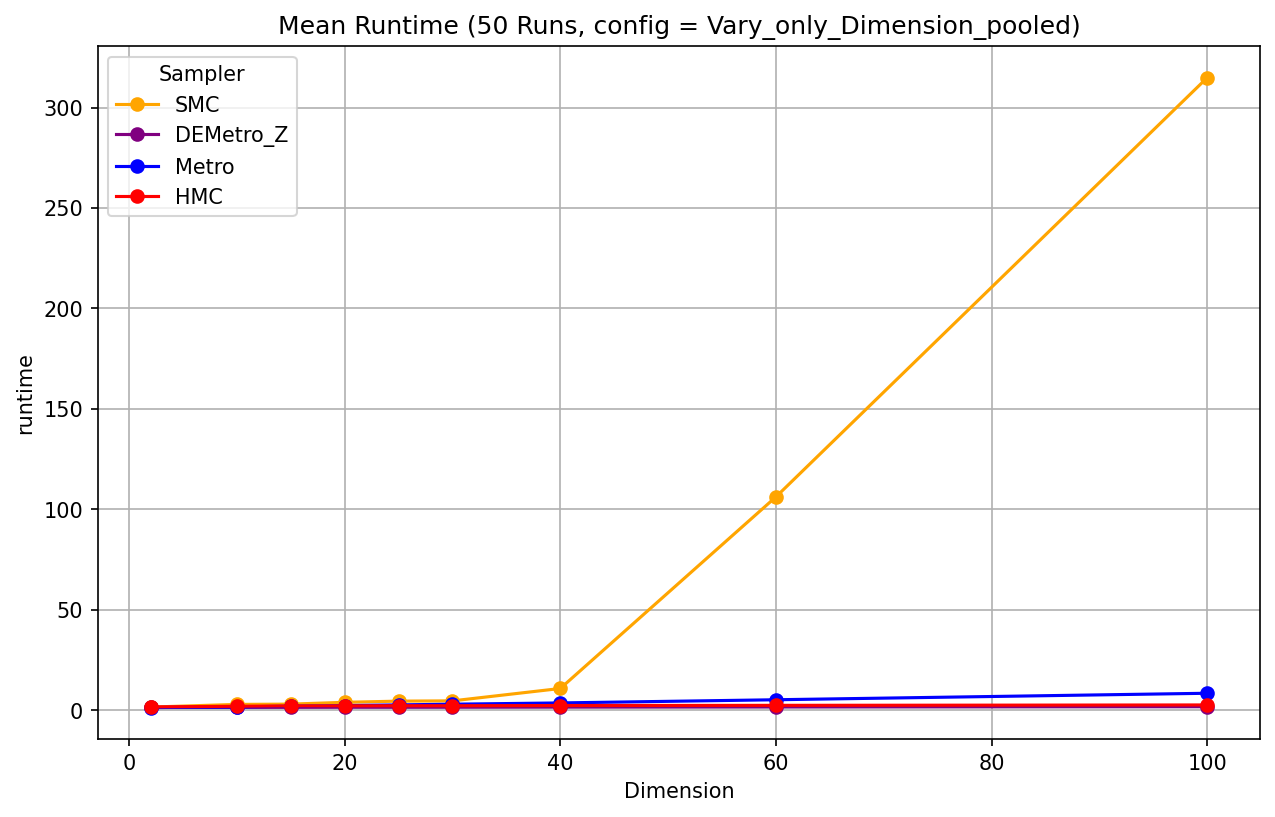 Mean Runtime (50 Runs, config = Vary_only_Dimension_pooled)
Sampler
SMC
DEMetro_Z
Metro
HMC
runtime
300
250
200
150
100
50
0
0 20 40 60 80 100
Dimension